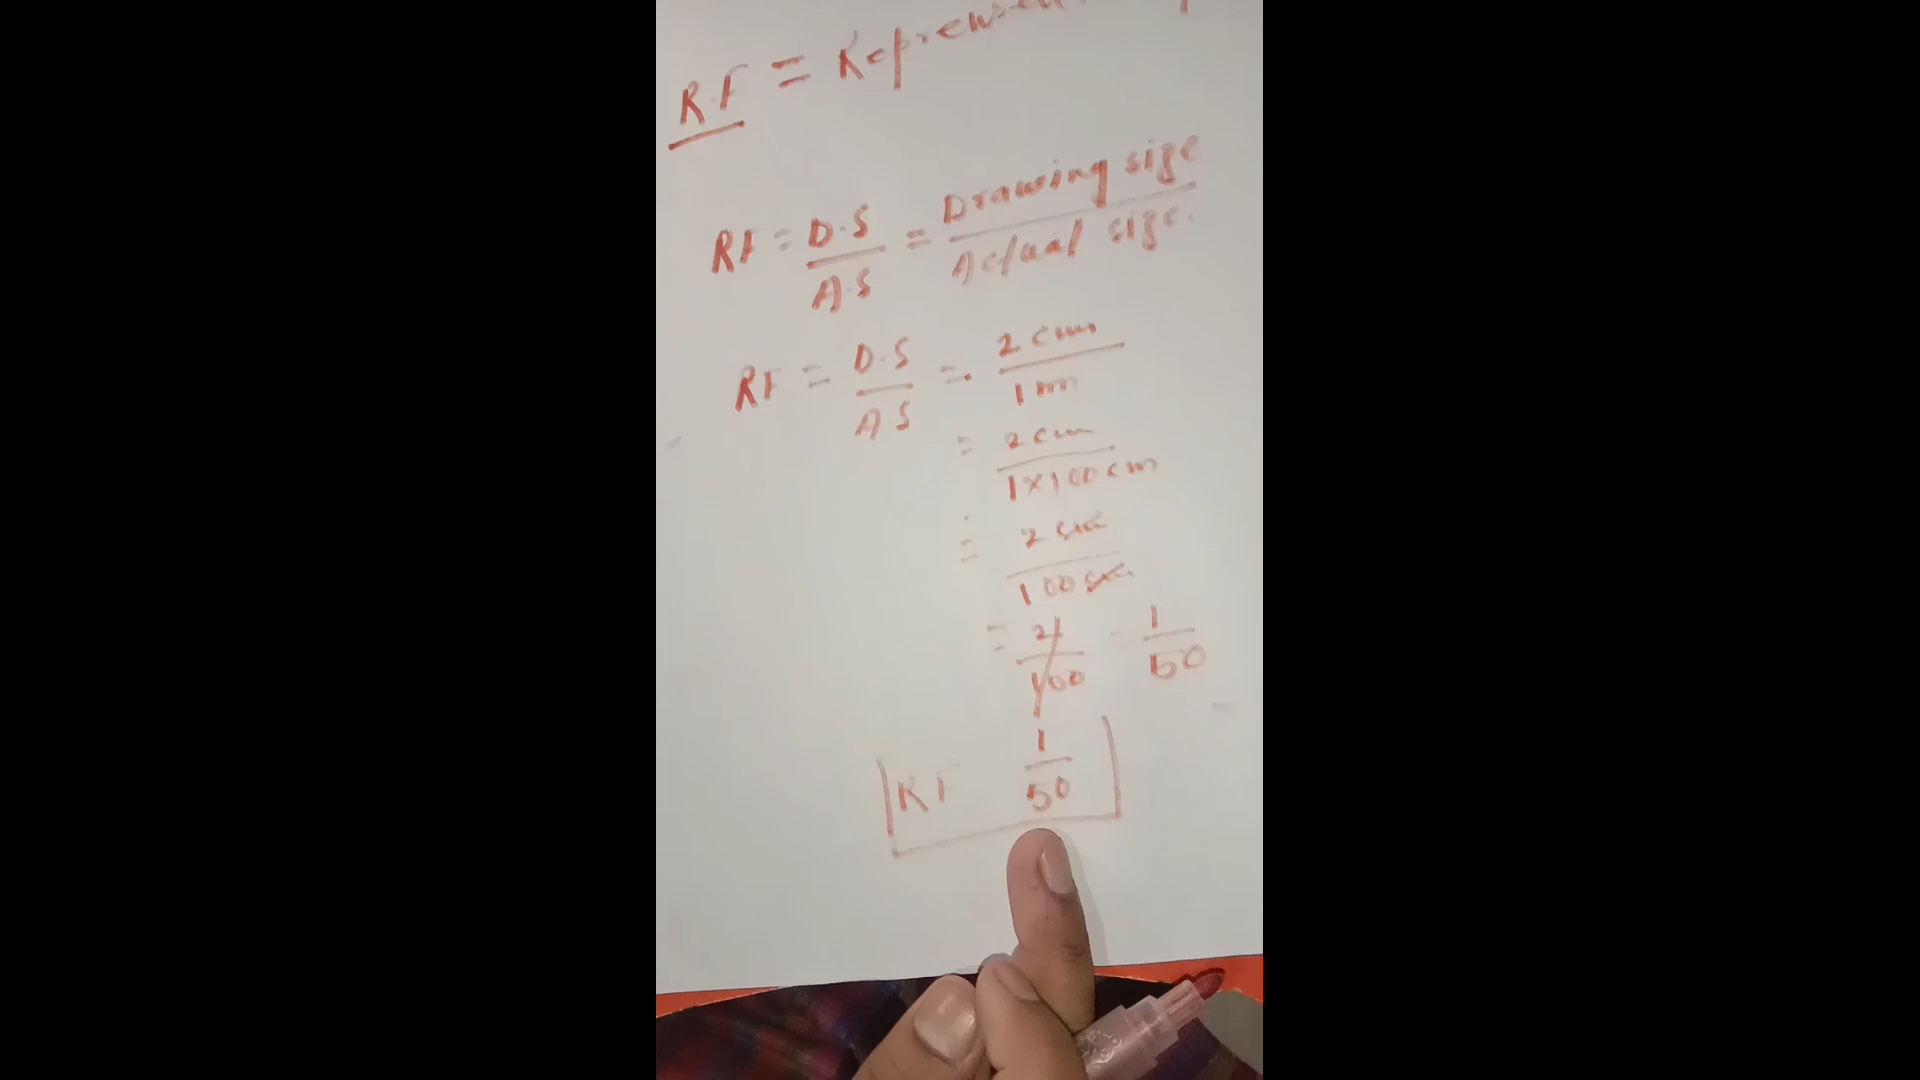 R.F =
RF = D.S / A.S = Drawing size / Actual size.
RF = D.S / A S = 2 cm / 1 m
= 2 cm / 1 x 100 cm
= 2 cm / 100 cm
= 2 / 100 - 1 / 50
RF 1 / 50